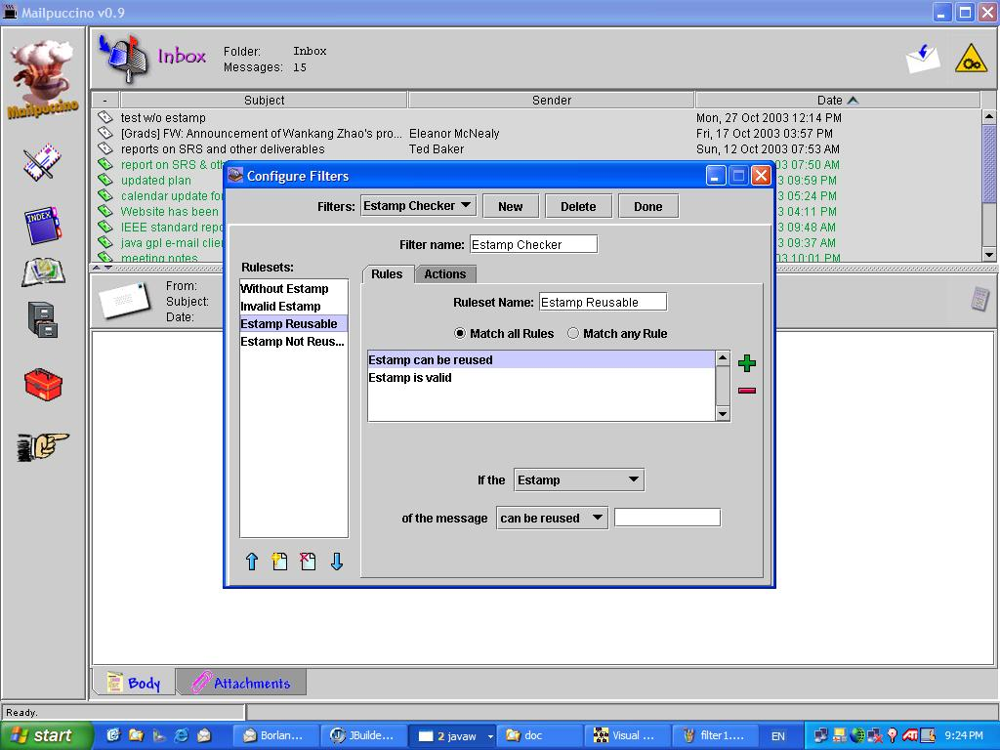 Mailpuccino v0.9
Mailpuccino
Inbox
Folder: Inbox
Messages: 15
- Subject Sender Date
test w/o estamp Mon, 27 Oct 2003 12:14 PM
[Grads] FW: Announcement of Wankang Zhao's pro... Eleanor McNealy Fri, 17 Oct 2003 03:57 PM
reports on SRS and other deliverables Ted Baker Sun, 12 Oct 2003 07:53 AM
report on SRS & oth 3 07:50 AM
updated plan 3 09:59 PM
calendar update for 3 05:24 PM
Website has been 3 04:11 PM
IEEE standard repo 3 09:48 AM
java gpl e-mail clie 3 09:37 AM
meeting notes 3 10:01 PM
INDEX
From:
Subject:
Date:
Configure Filters
Filters: Estamp Checker New Delete Done
Filter name: Estamp Checker
Rulesets:
Without Estamp
Invalid Estamp
Estamp Reusable
Estamp Not Reus...
Rules Actions
Ruleset Name: Estamp Reusable
Match all Rules Match any Rule
Estamp can be reused
Estamp is valid
If the Estamp
of the message can be reused
Body Attachments
Ready.
start Borlan... JBuilde... 2 javaw doc Visual ... filter1.... EN 9:24 PM